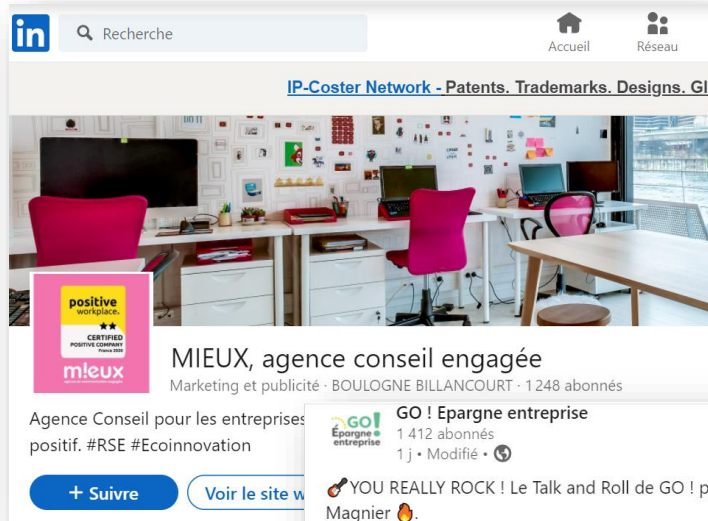 in
Recherche
Accueil
Réseau
IP-Coster Network - Patents. Trademarks. Designs. Gl
positive
workplace.
★★
CERTIFIED
POSITIVE COMPANY
France 2020
m!eux
MIEUX, agence conseil engagée
Marketing et publicité · BOULOGNE BILLANCOURT · 1 248 abonnés
Agence Conseil pour les entreprises
positif. #RSE #Ecoinnovation
+ Suivre
Voir le site w
GO!
Épargne
entreprise
GO ! Epargne entreprise
1 412 abonnés
1 j • Modifié •
🎸YOU REALLY ROCK ! Le Talk and Roll de GO ! p
Magnier 🔥.